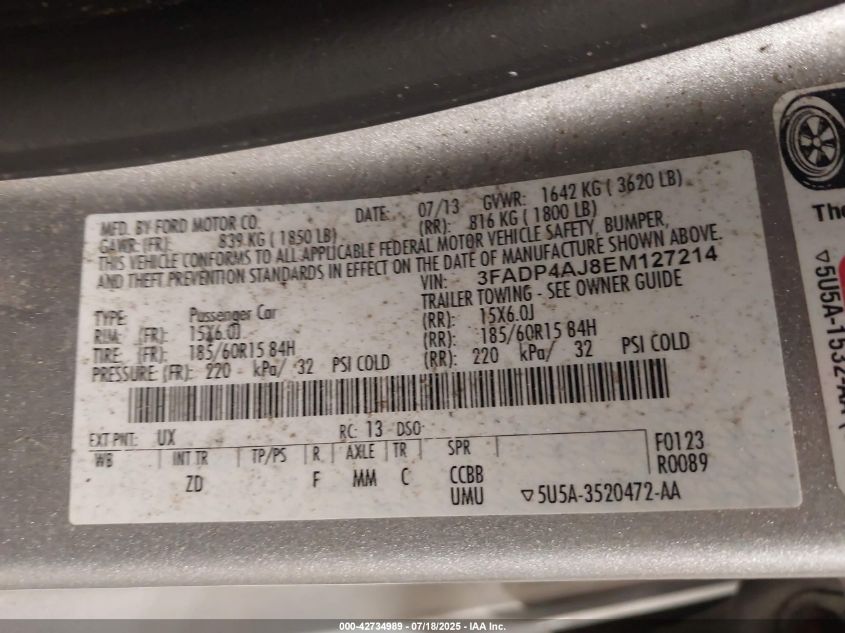 MFD. BY FORD MOTOR CO. DATE: 07/13 GVWR: 1642 KG ( 3620 LB)
GAWR: (FR): 839 KG ( 1850 LB) (RR): 816 KG ( 1800 LB)
THIS VEHICLE CONFORMS TO ALL APPLICABLE FEDERAL MOTOR VEHICLE SAFETY, BUMPER,
AND THEFT PREVENTION STANDARDS IN EFFECT ON THE DATE OF MANUFACTURE SHOWN ABOVE.
VIN: 3FADP4AJ8EM127214
TYPE: Passenger Car TRAILER TOWING - SEE OWNER GUIDE
RIM: (FR): 15X6.0J (RR): 15X6.0J
TIRE: (FR): 185/60R15 84H (RR): 185/60R15 84H
PRESSURE: (FR): 220 kPa/ 32 PSI COLD (RR): 220 kPa/ 32 PSI COLD
EXT PNT: UX RC: 13 DSO: F0123
WB INT TR TP/PS R AXLE TR SPR R0089
ZD F MM C CCBB
UMU ▽5U5A-3520472-AA
The
▽5U5A-1532
000-42734989 - 07/18/2025 - IAA Inc.